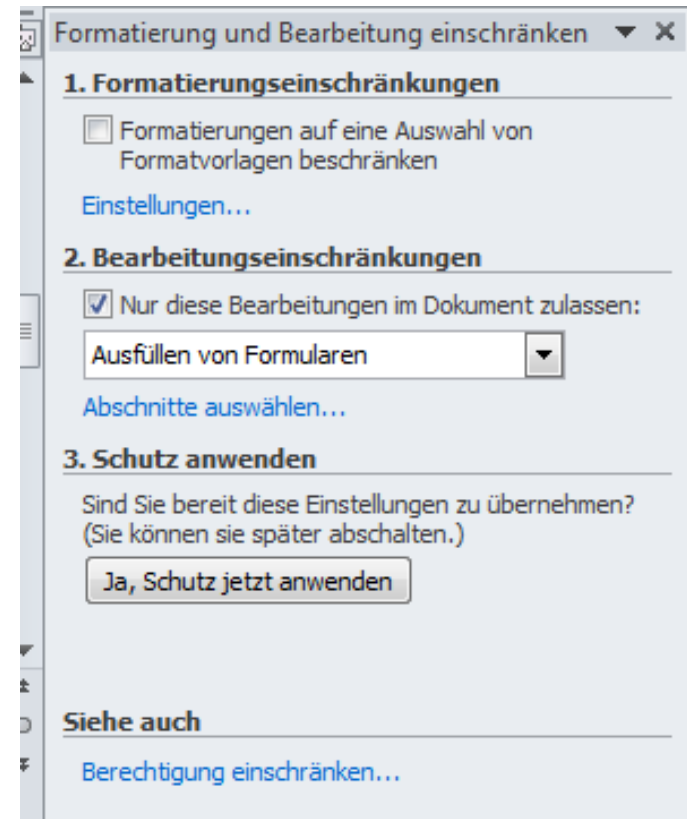 Formatierung und Bearbeitung einschränken
1. Formatierungseinschränkungen
Formatierungen auf eine Auswahl von
Formatvorlagen beschränken
Einstellungen...
2. Bearbeitungseinschränkungen
Nur diese Bearbeitungen im Dokument zulassen:
Ausfüllen von Formularen
Abschnitte auswählen...
3. Schutz anwenden
Sind Sie bereit diese Einstellungen zu übernehmen?
(Sie können sie später abschalten.)
Ja, Schutz jetzt anwenden
Siehe auch
Berechtigung einschränken...